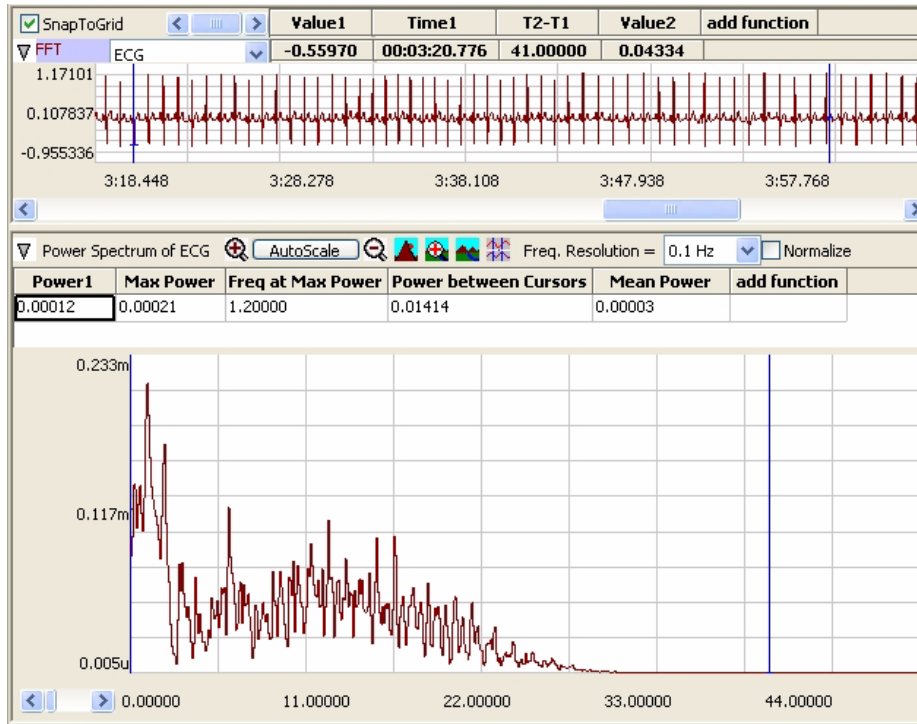 SnapToGrid Value1 Time1 T2-T1 Value2 add function
FFT ECG -0.55970 00:03:20.776 41.00000 0.04334
1.17101
0.107837
-0.955336
3:18.448 3:28.278 3:38.108 3:47.938 3:57.768
Power Spectrum of ECG AutoScale Freq. Resolution = 0.1 Hz Normalize
Power1 Max Power Freq at Max Power Power between Cursors Mean Power add function
0.00012 0.00021 1.20000 0.01414 0.00003
0.233m
0.117m
0.005u
0.00000 11.00000 22.00000 33.00000 44.00000